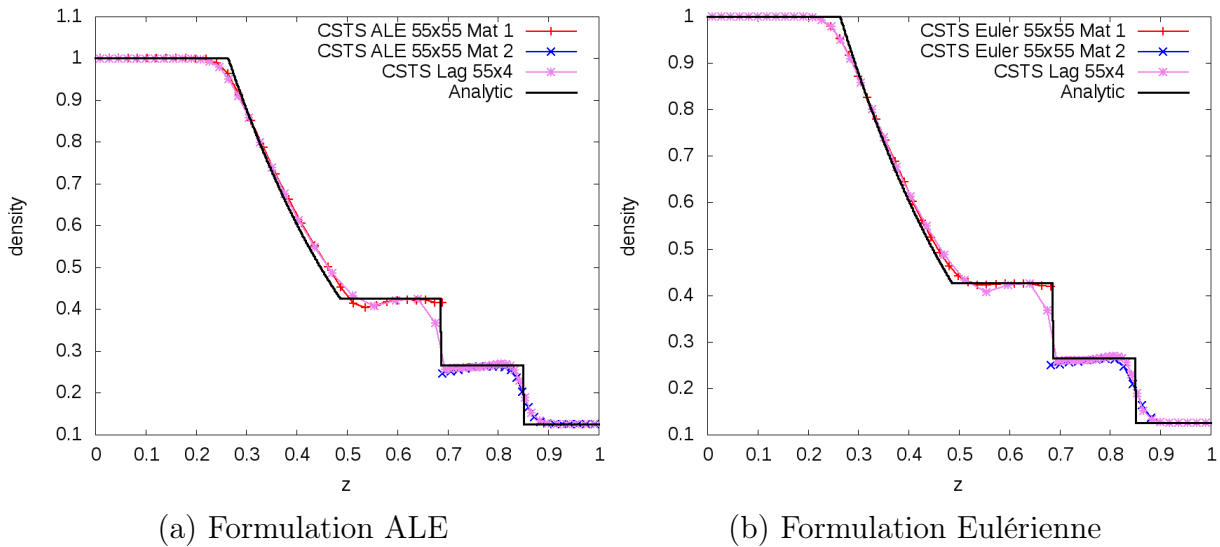 CSTS ALE 55x55 Mat 1
CSTS ALE 55x55 Mat 2
CSTS Lag 55x4
Analytic
1.1
1
0.9
0.8
0.7
0.6
0.5
0.4
0.3
0.2
0.1
density
0 0.1 0.2 0.3 0.4 0.5 0.6 0.7 0.8 0.9 1
z
(a) Formulation ALE
CSTS Euler 55x55 Mat 1
CSTS Euler 55x55 Mat 2
CSTS Lag 55x4
Analytic
1
0.9
0.8
0.7
0.6
0.5
0.4
0.3
0.2
0.1
density
0 0.1 0.2 0.3 0.4 0.5 0.6 0.7 0.8 0.9 1
z
(b) Formulation Eulérienne